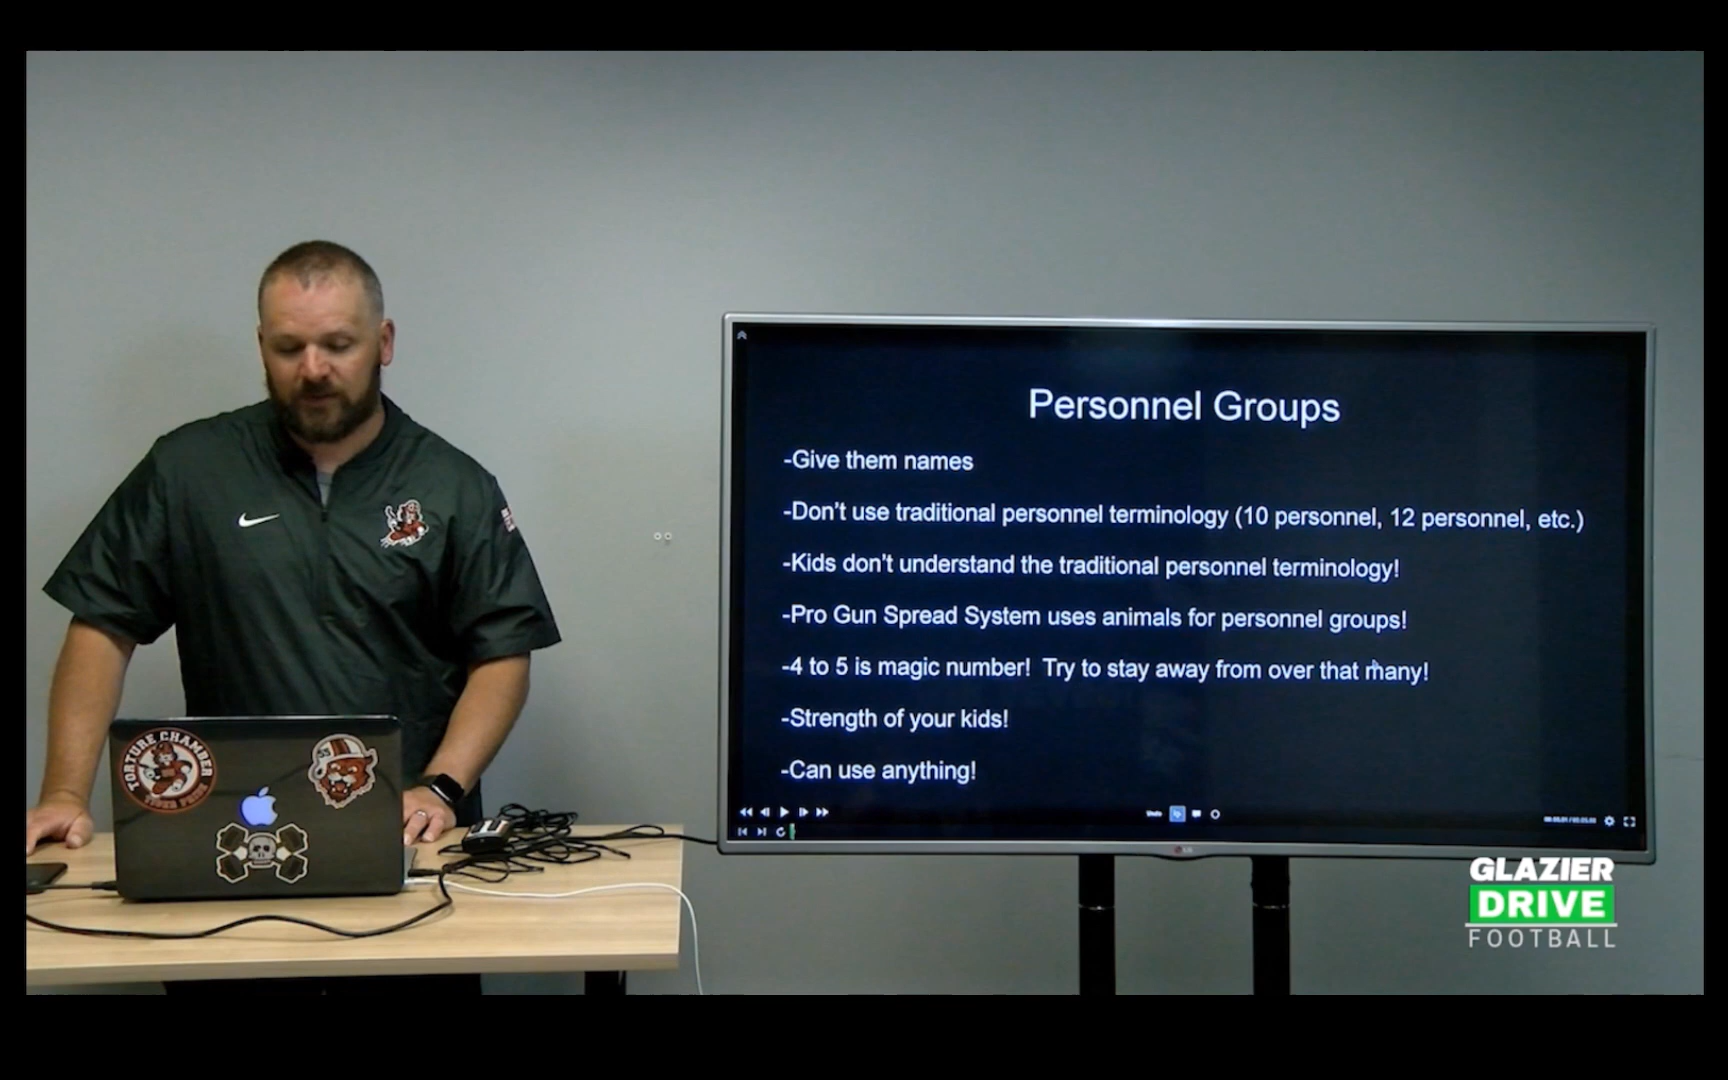 Personnel Groups
-Give them names
-Don't use traditional personnel terminology (10 personnel, 12 personnel, etc.)
-Kids don't understand the traditional personnel terminology!
-Pro Gun Spread System uses animals for personnel groups!
-4 to 5 is magic number!  Try to stay away from over that many!
-Strength of your kids!
-Can use anything!
Undo
LG
TORTURE CHAMBER
GLAZIER
DRIVE
FOOTBALL